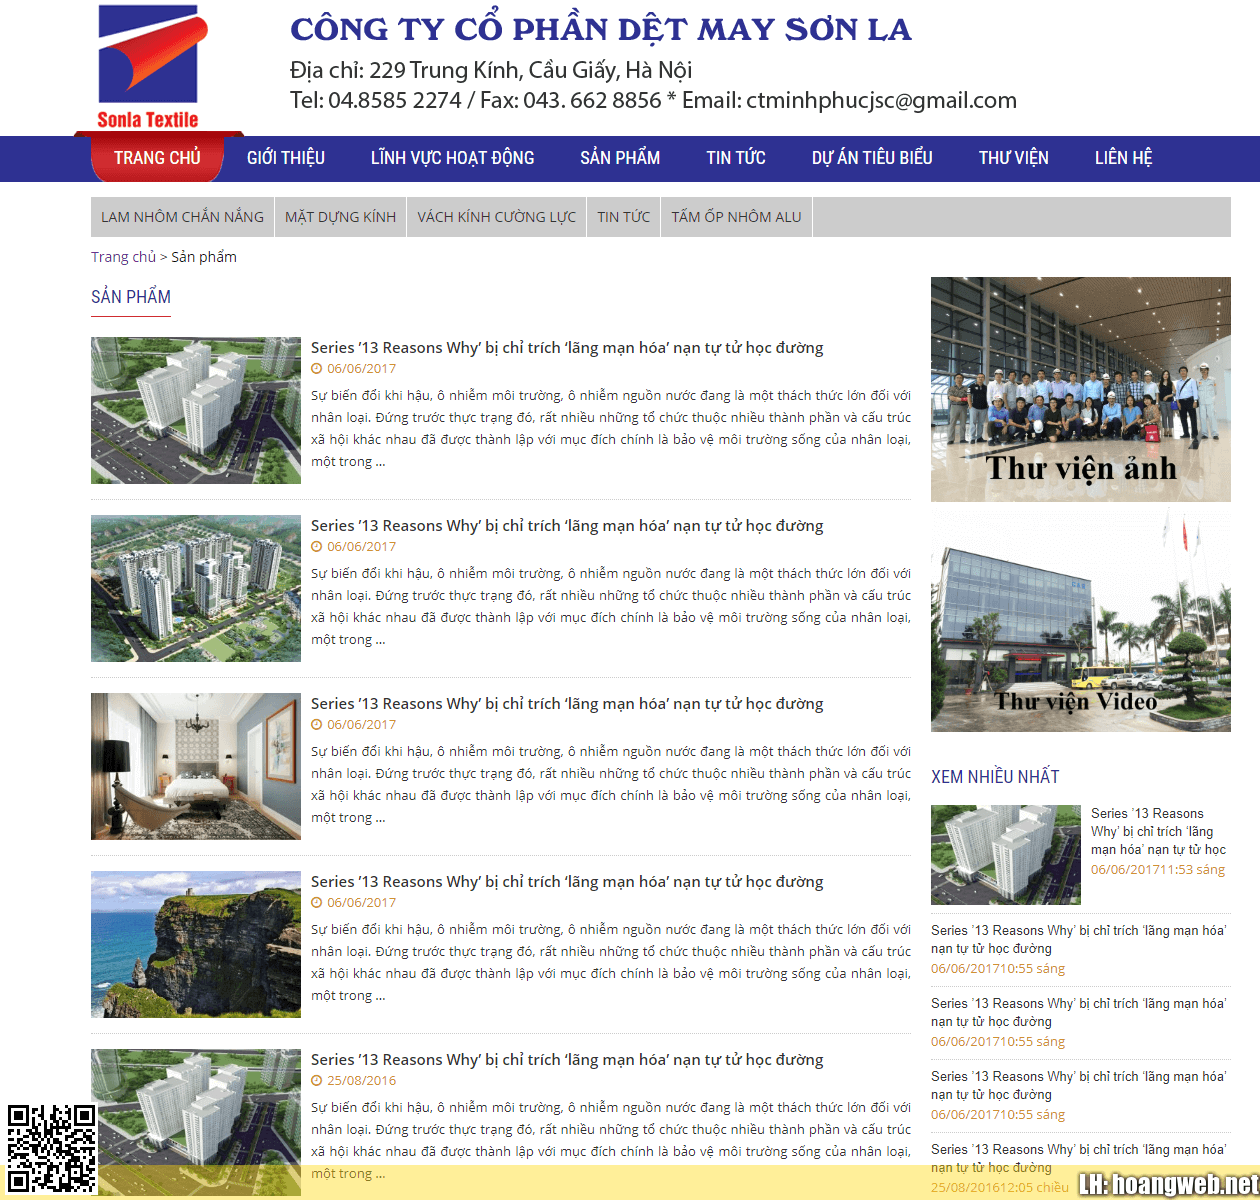 CÔNG TY CỔ PHẦN DỆT MAY SƠN LA
Địa chỉ: 229 Trung Kính, Cầu Giấy, Hà Nội
Tel: 04.8585 2274 / Fax: 043. 662 8856 * Email: ctminhphucjsc@gmail.com
Sonla Textile
TRANG CHỦ GIỚI THIỆU LĨNH VỰC HOẠT ĐỘNG SẢN PHẨM TIN TỨC DỰ ÁN TIÊU BIỂU THƯ VIỆN LIÊN HỆ
LAM NHÔM CHẮN NẮNG MẶT DỰNG KÍNH VÁCH KÍNH CƯỜNG LỰC TIN TỨC TẤM ỐP NHÔM ALU
Trang chủ > Sản phẩm
SẢN PHẨM
Series ’13 Reasons Why’ bị chỉ trích ‘lãng mạn hóa’ nạn tự tử học đường
06/06/2017
Sự biến đổi khi hậu, ô nhiễm môi trường, ô nhiễm nguồn nước đang là một thách thức lớn đối với
nhân loại. Đứng trước thực trạng đó, rất nhiều những tổ chức thuộc nhiều thành phần và cấu trúc
xã hội khác nhau đã được thành lập với mục đích chính là bảo vệ môi trường sống của nhân loại,
một trong ...
Series ’13 Reasons Why’ bị chỉ trích ‘lãng mạn hóa’ nạn tự tử học đường
06/06/2017
Sự biến đổi khi hậu, ô nhiễm môi trường, ô nhiễm nguồn nước đang là một thách thức lớn đối với
nhân loại. Đứng trước thực trạng đó, rất nhiều những tổ chức thuộc nhiều thành phần và cấu trúc
xã hội khác nhau đã được thành lập với mục đích chính là bảo vệ môi trường sống của nhân loại,
một trong ...
Series ’13 Reasons Why’ bị chỉ trích ‘lãng mạn hóa’ nạn tự tử học đường
06/06/2017
Sự biến đổi khi hậu, ô nhiễm môi trường, ô nhiễm nguồn nước đang là một thách thức lớn đối với
nhân loại. Đứng trước thực trạng đó, rất nhiều những tổ chức thuộc nhiều thành phần và cấu trúc
xã hội khác nhau đã được thành lập với mục đích chính là bảo vệ môi trường sống của nhân loại,
một trong ...
Series ’13 Reasons Why’ bị chỉ trích ‘lãng mạn hóa’ nạn tự tử học đường
06/06/2017
Sự biến đổi khi hậu, ô nhiễm môi trường, ô nhiễm nguồn nước đang là một thách thức lớn đối với
nhân loại. Đứng trước thực trạng đó, rất nhiều những tổ chức thuộc nhiều thành phần và cấu trúc
xã hội khác nhau đã được thành lập với mục đích chính là bảo vệ môi trường sống của nhân loại,
một trong ...
Series ’13 Reasons Why’ bị chỉ trích ‘lãng mạn hóa’ nạn tự tử học đường
25/08/2016
Sự biến đổi khi hậu, ô nhiễm môi trường, ô nhiễm nguồn nước đang là một thách thức lớn đối với
nhân loại. Đứng trước thực trạng đó, rất nhiều những tổ chức thuộc nhiều thành phần và cấu trúc
xã hội khác nhau đã được thành lập với mục đích chính là bảo vệ môi trường sống của nhân loại,
một trong ...
Thư viện ảnh
Thư viện Video
XEM NHIỀU NHẤT
Series ’13 Reasons
Why’ bị chỉ trích ‘lãng
mạn hóa’ nạn tự tử học
06/06/201711:53 sáng
Series ’13 Reasons Why’ bị chỉ trích ‘lãng mạn hóa’
nạn tự tử học đường
06/06/201710:55 sáng
Series ’13 Reasons Why’ bị chỉ trích ‘lãng mạn hóa’
nạn tự tử học đường
06/06/201710:55 sáng
Series ’13 Reasons Why’ bị chỉ trích ‘lãng mạn hóa’
nạn tự tử học đường
06/06/201710:55 sáng
Series ’13 Reasons Why’ bị chỉ trích ‘lãng mạn hóa’
nạn tự tử học đường
25/08/201612:05 chiều
LH: hoangweb.net